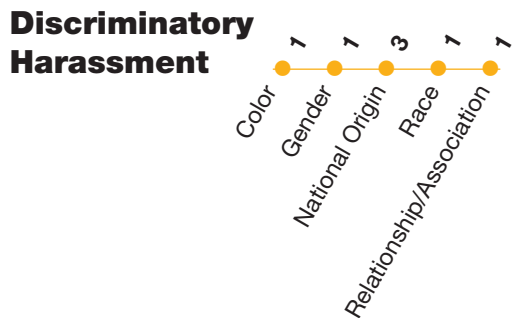 Discriminatory
Harassment
1
1
3
1
1
Color
Gender
National Origin
Race
Relationship/Association